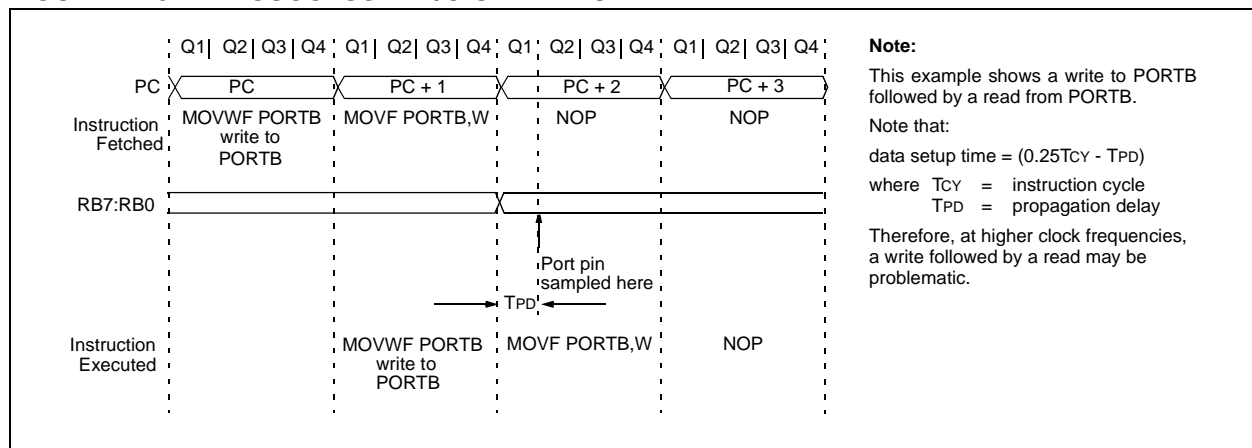 Q1| Q2| Q3| Q4 Q1| Q2| Q3| Q4 Q1| Q2| Q3| Q4 Q1| Q2| Q3| Q4
PC PC PC + 1 PC + 2 PC + 3
Instruction
Fetched
MOVWF PORTB
write to
PORTB
MOVF PORTB,W
NOP
NOP
RB7:RB0
Port pin
sampled here
TPD
Instruction
Executed
MOVWF PORTB
write to
PORTB
MOVF PORTB,W
NOP
Note:
This example shows a write to PORTB
followed by a read from PORTB.
Note that:
data setup time = (0.25TCY - TPD)
where TCY = instruction cycle
TPD = propagation delay
Therefore, at higher clock frequencies,
a write followed by a read may be
problematic.